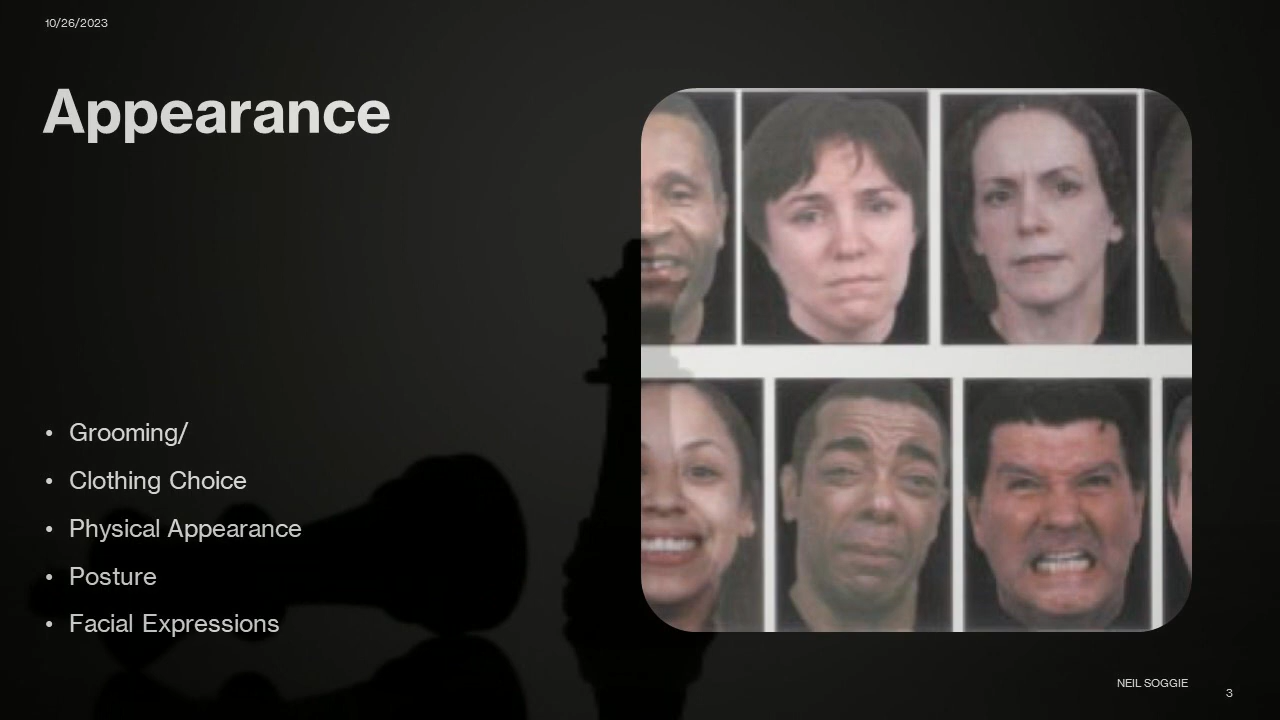 10/26/2023
Appearance
• Grooming/
• Clothing Choice
• Physical Appearance
• Posture
• Facial Expressions
NEIL SOGGIE
3